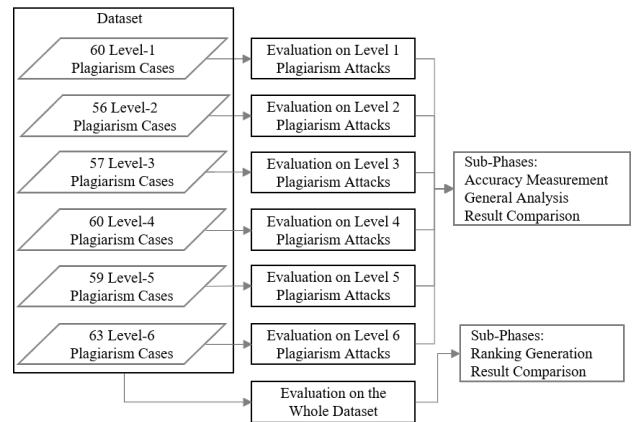 Dataset
60 Level-1
Plagiarism Cases
Evaluation on Level 1
Plagiarism Attacks
56 Level-2
Plagiarism Cases
Evaluation on Level 2
Plagiarism Attacks
57 Level-3
Plagiarism Cases
Evaluation on Level 3
Plagiarism Attacks
60 Level-4
Plagiarism Cases
Evaluation on Level 4
Plagiarism Attacks
59 Level-5
Plagiarism Cases
Evaluation on Level 5
Plagiarism Attacks
63 Level-6
Plagiarism Cases
Evaluation on Level 6
Plagiarism Attacks
Evaluation on the
Whole Dataset
Sub-Phases:
Accuracy Measurement
General Analysis
Result Comparison
Sub-Phases:
Ranking Generation
Result Comparison